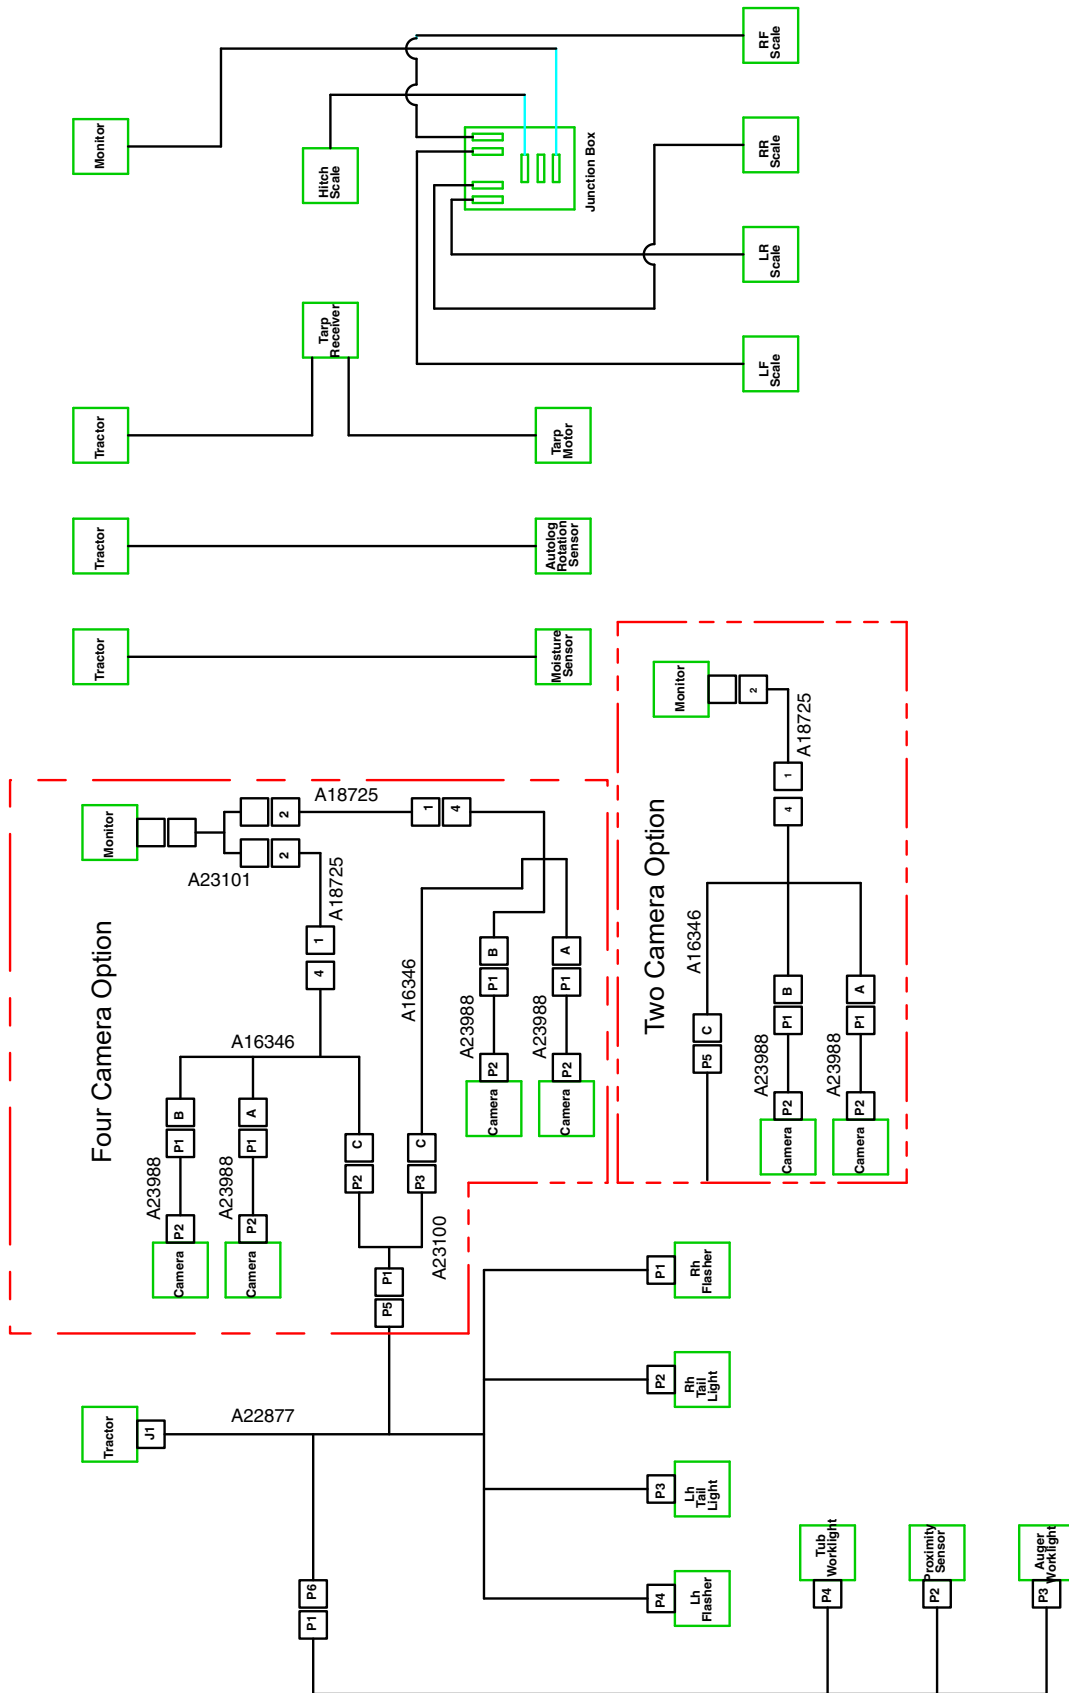 RF
Scale
RR
Scale
LR
Scale
LF
Scale
Monitor
Hitch
Scale
Junction Box
Tarp
Receiver
Tractor
Tarp
Motor
Tractor
Autolog
Rotation
Sensor
Tractor
Moisture
Sensor
Four Camera Option
Monitor
A23101
2
2
A18725
A18725
1
4
1
4
A16346
A16346
B
P1
A23988
P2
Camera
A
P1
A23988
P2
Camera
C
P2
C
P3
A23100
P1
P5
B
P1
A23988
P2
Camera
A
P1
A23988
P2
Camera
Two Camera Option
Monitor
2
A18725
1
4
A16346
C
P5
B
P1
A23988
P2
Camera
A
P1
A23988
P2
Camera
Tractor
J1
A22877
P1
Rh
Flasher
P2
Rh
Tail
Light
P3
Lh
Tail
Light
P4
Lh
Flasher
P6
P1
Tub
Worklight
P4
Proximity
Sensor
P2
Auger
Worklight
P3